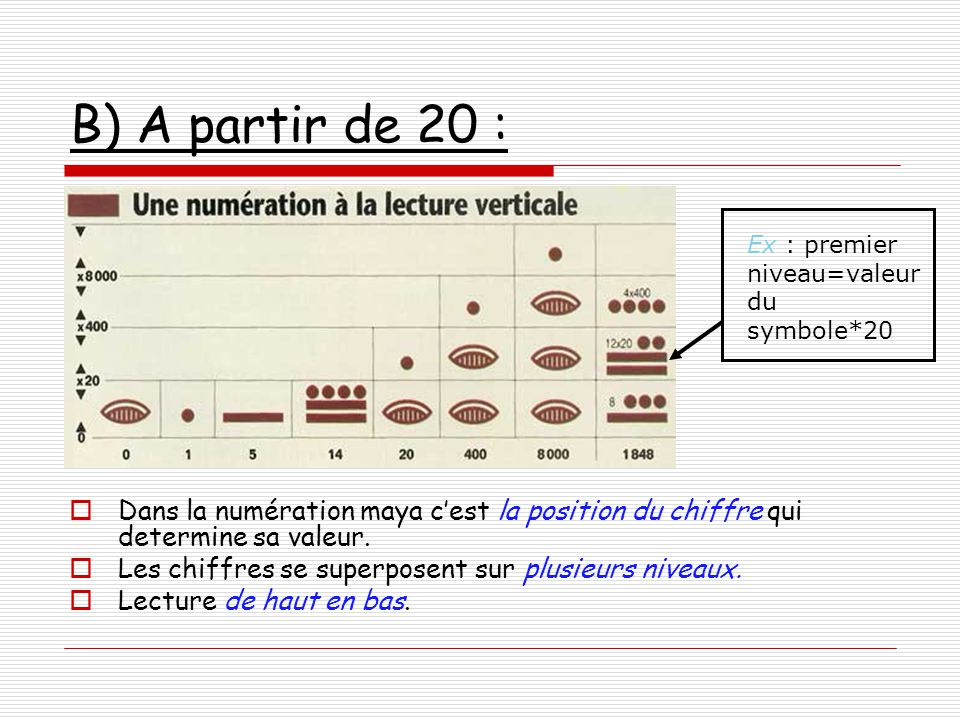 B) A partir de 20 :
Une numération à la lecture verticale
x8000
x400
x20
0
4x400
12x20
8
0 1 5 14 20 400 8000 1848
Ex : premier
niveau=valeur
du
symbole*20
Dans la numération maya c’est la position du chiffre qui
determine sa valeur.
Les chiffres se superposent sur plusieurs niveaux.
Lecture de haut en bas.